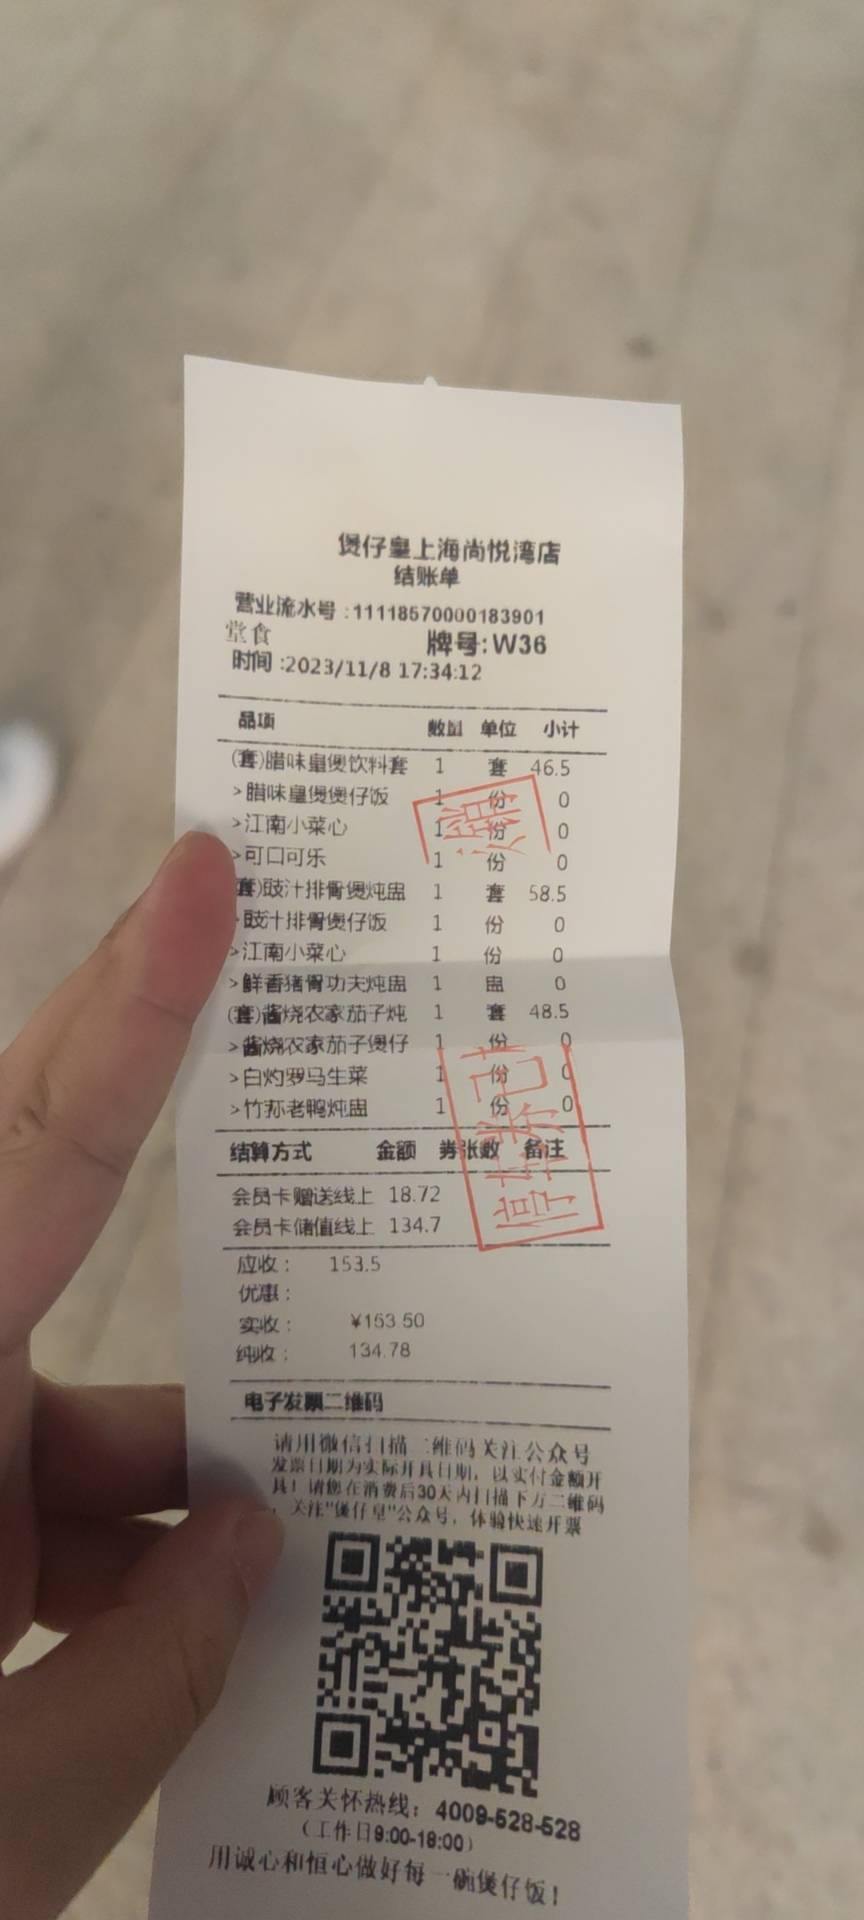 煲仔皇上海尚悦湾店
结账单
营业流水号:11118570000183901
堂食 牌号:W36
时间:2023/11/8 17:34:12
品项 数量 单位 小计
(套)腊味皇煲饮料套 1 套 46.5
>腊味皇煲煲仔饭 1 份 0
>江南小菜心 1 份 0
>可口可乐 1 份 0
套)豉汁排骨煲炖盅 1 套 58.5
豉汁排骨煲仔饭 1 份 0
>江南小菜心 1 份 0
>鲜香猪骨功夫炖盅 1 盅 0
(套)酱烧农家茄子炖 1 套 48.5
>酱烧农家茄子煲仔 1 份 0
>白灼罗马生菜 1 份 0
>竹荪老鸭炖盅 1 份 0
结算方式 金额 券张数 备注
会员卡赠送线上 18.72
会员卡储值线上 134.7
应收: 153.5
优惠:
实收: ¥153.50
纯收: 134.78
电子发票二维码
请用微信扫描二维码关注公众号
发票日期为实际开具日期，以实付金额开
具！请您在消费后30天内扫描下方二维码
，关注"煲仔皇"公众号，体验快速开票
顾客关怀热线：4009-528-528
（工作日9:00-18:00）
用诚心和恒心做好每一碗煲仔饭！